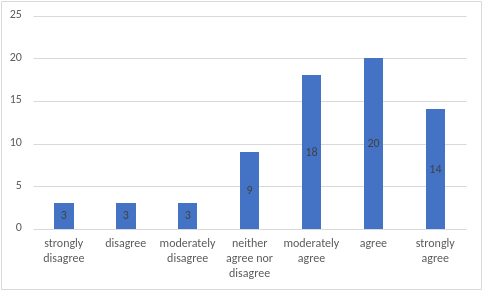 25
20
15
10
5
0
3
3
3
9
18
20
14
strongly
disagree
disagree
moderately
disagree
neither
agree nor
disagree
moderately
agree
agree
strongly
agree